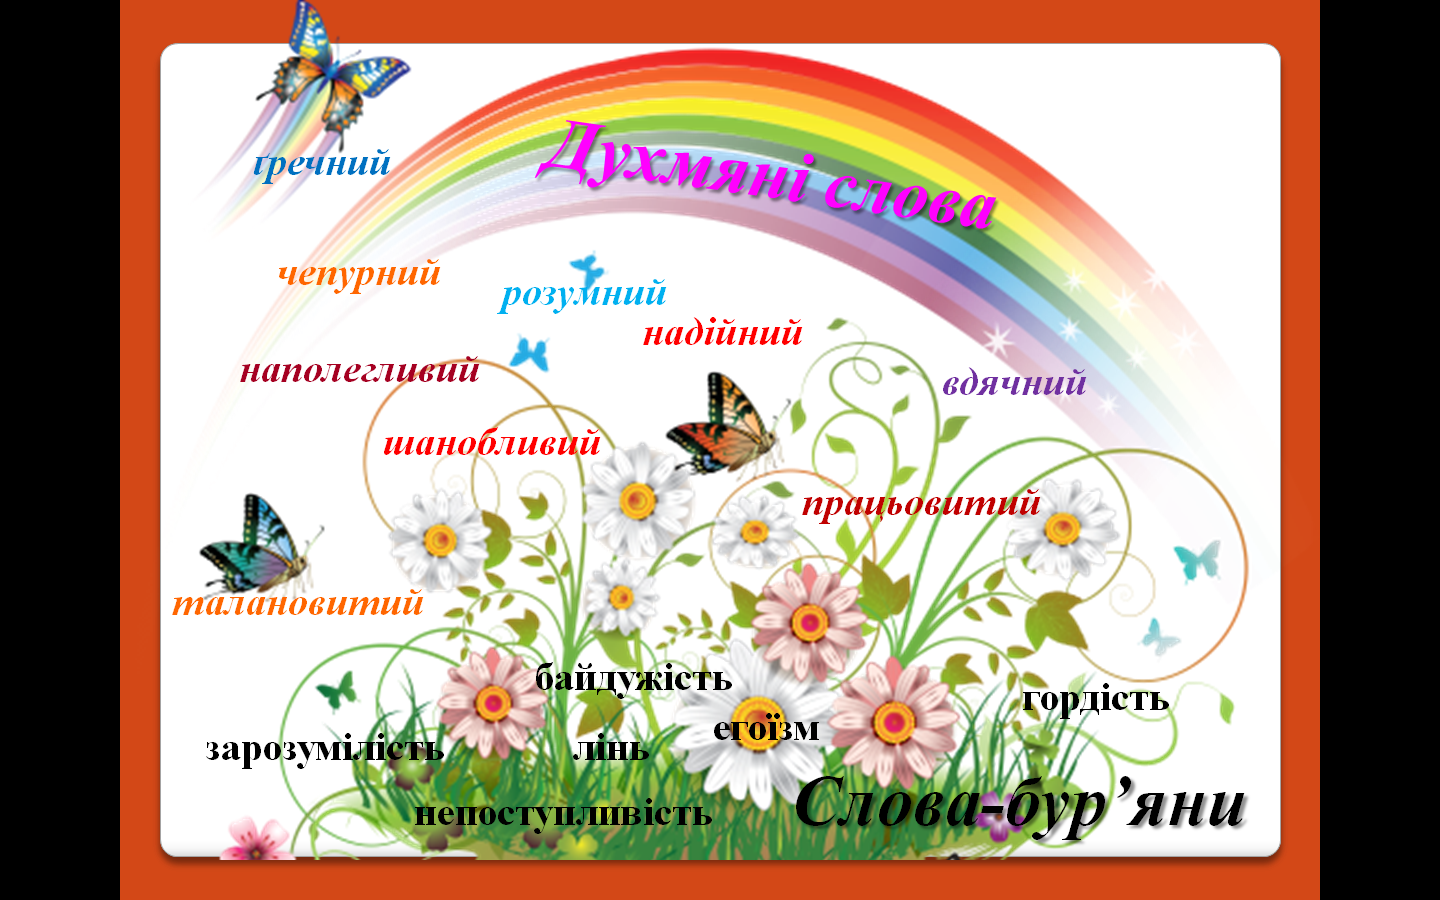 Духмяні слова
ґречний
чепурний
розумний
надійний
наполегливий
вдячний
шанобливий
працьовитий
талановитий
байдужість
гордість
егоїзм
зарозумілість
лінь
непоступливість
Слова-бур’яни